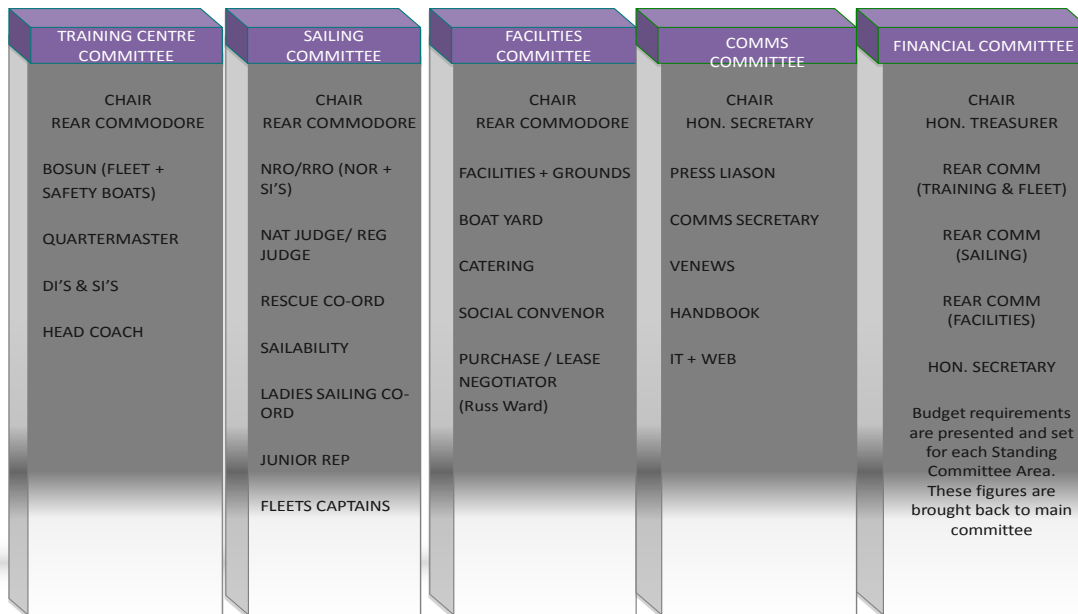 TRAINING CENTRE
COMMITTEE
CHAIR
REAR COMMODORE
BOSUN (FLEET +
SAFETY BOATS)
QUARTERMASTER
DI'S & SI'S
HEAD COACH
SAILING
COMMITTEE
CHAIR
REAR COMMODORE
NRO/RRO (NOR +
SI'S)
NAT JUDGE/ REG
JUDGE
RESCUE CO-ORD
SAILABILITY
LADIES SAILING CO-
ORD
JUNIOR REP
FLEETS CAPTAINS
FACILITIES
COMMITTEE
CHAIR
REAR COMMODORE
FACILITIES + GROUNDS
BOAT YARD
CATERING
SOCIAL CONVENOR
PURCHASE / LEASE
NEGOTIATOR
(Russ Ward)
COMMS
COMMITTEE
CHAIR
HON. SECRETARY
PRESS LIASON
COMMS SECRETARY
VENEWS
HANDBOOK
IT + WEB
FINANCIAL COMMITTEE
CHAIR
HON. TREASURER
REAR COMM
(TRAINING & FLEET)
REAR COMM
(SAILING)
REAR COMM
(FACILITIES)
HON. SECRETARY
Budget requirements
are presented and set
for each Standing
Committee Area.
These figures are
brought back to main
committee